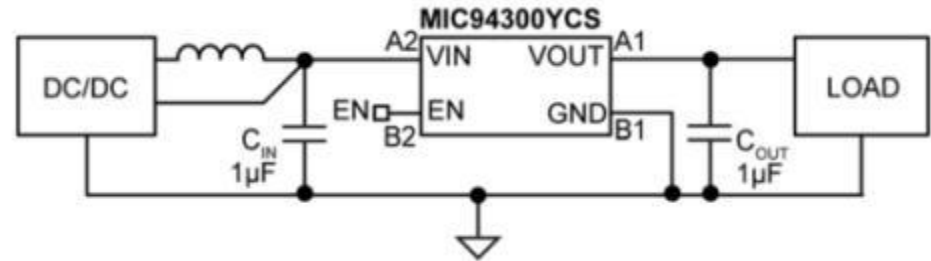 MIC94300YCS
A2 VIN VOUT A1
DC/DC
LOAD
EN EN GND
B2 B1
CIN
1µF
COUT
1µF